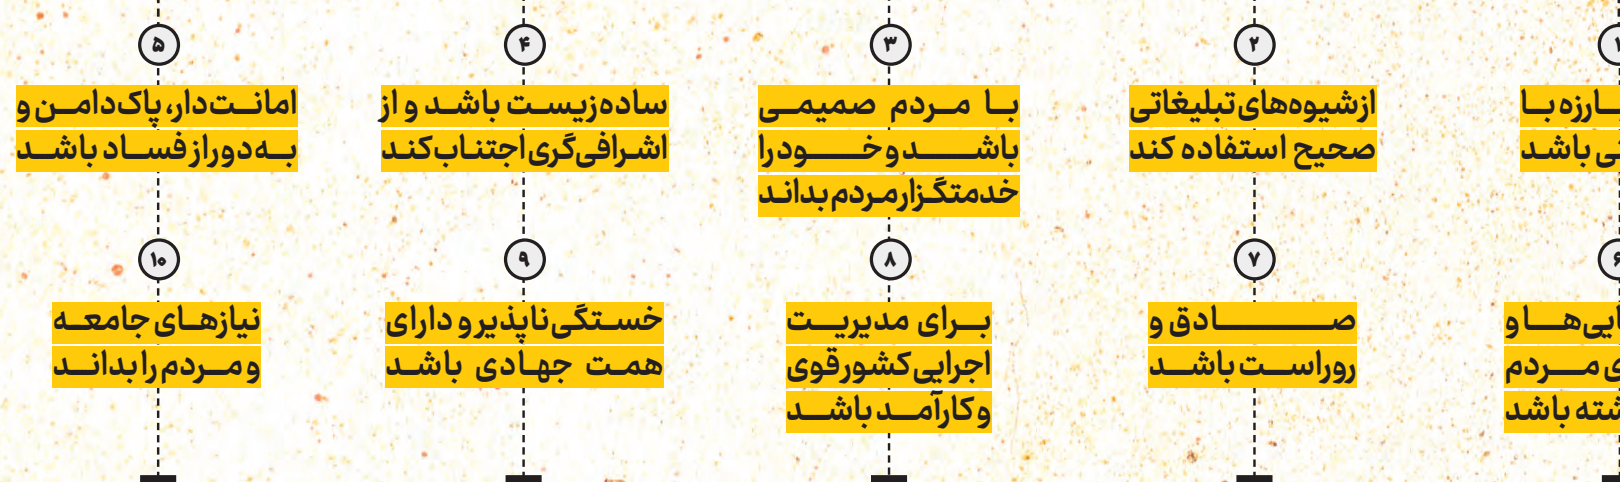 ۲
از شیوه‌های تبلیغاتی
صحیح استفاده کند
۳
با مردم صمیمی
باشد و خود را
خدمتگزار مردم بداند
۴
ساده‌زیست باشد و از
اشرافی‌گری اجتناب کند
۵
امانت‌دار، پاک‌دامن و
به دور از فساد باشد
باشد
مردم
باشد
۷
صادق و
روراست باشد
۸
برای مدیریت
اجرایی کشور قوی
و کارآمد باشد
۹
خستگی‌ناپذیر و دارای
همت جهادی باشد
۱۰
نیازهای جامعه
و مردم را بداند